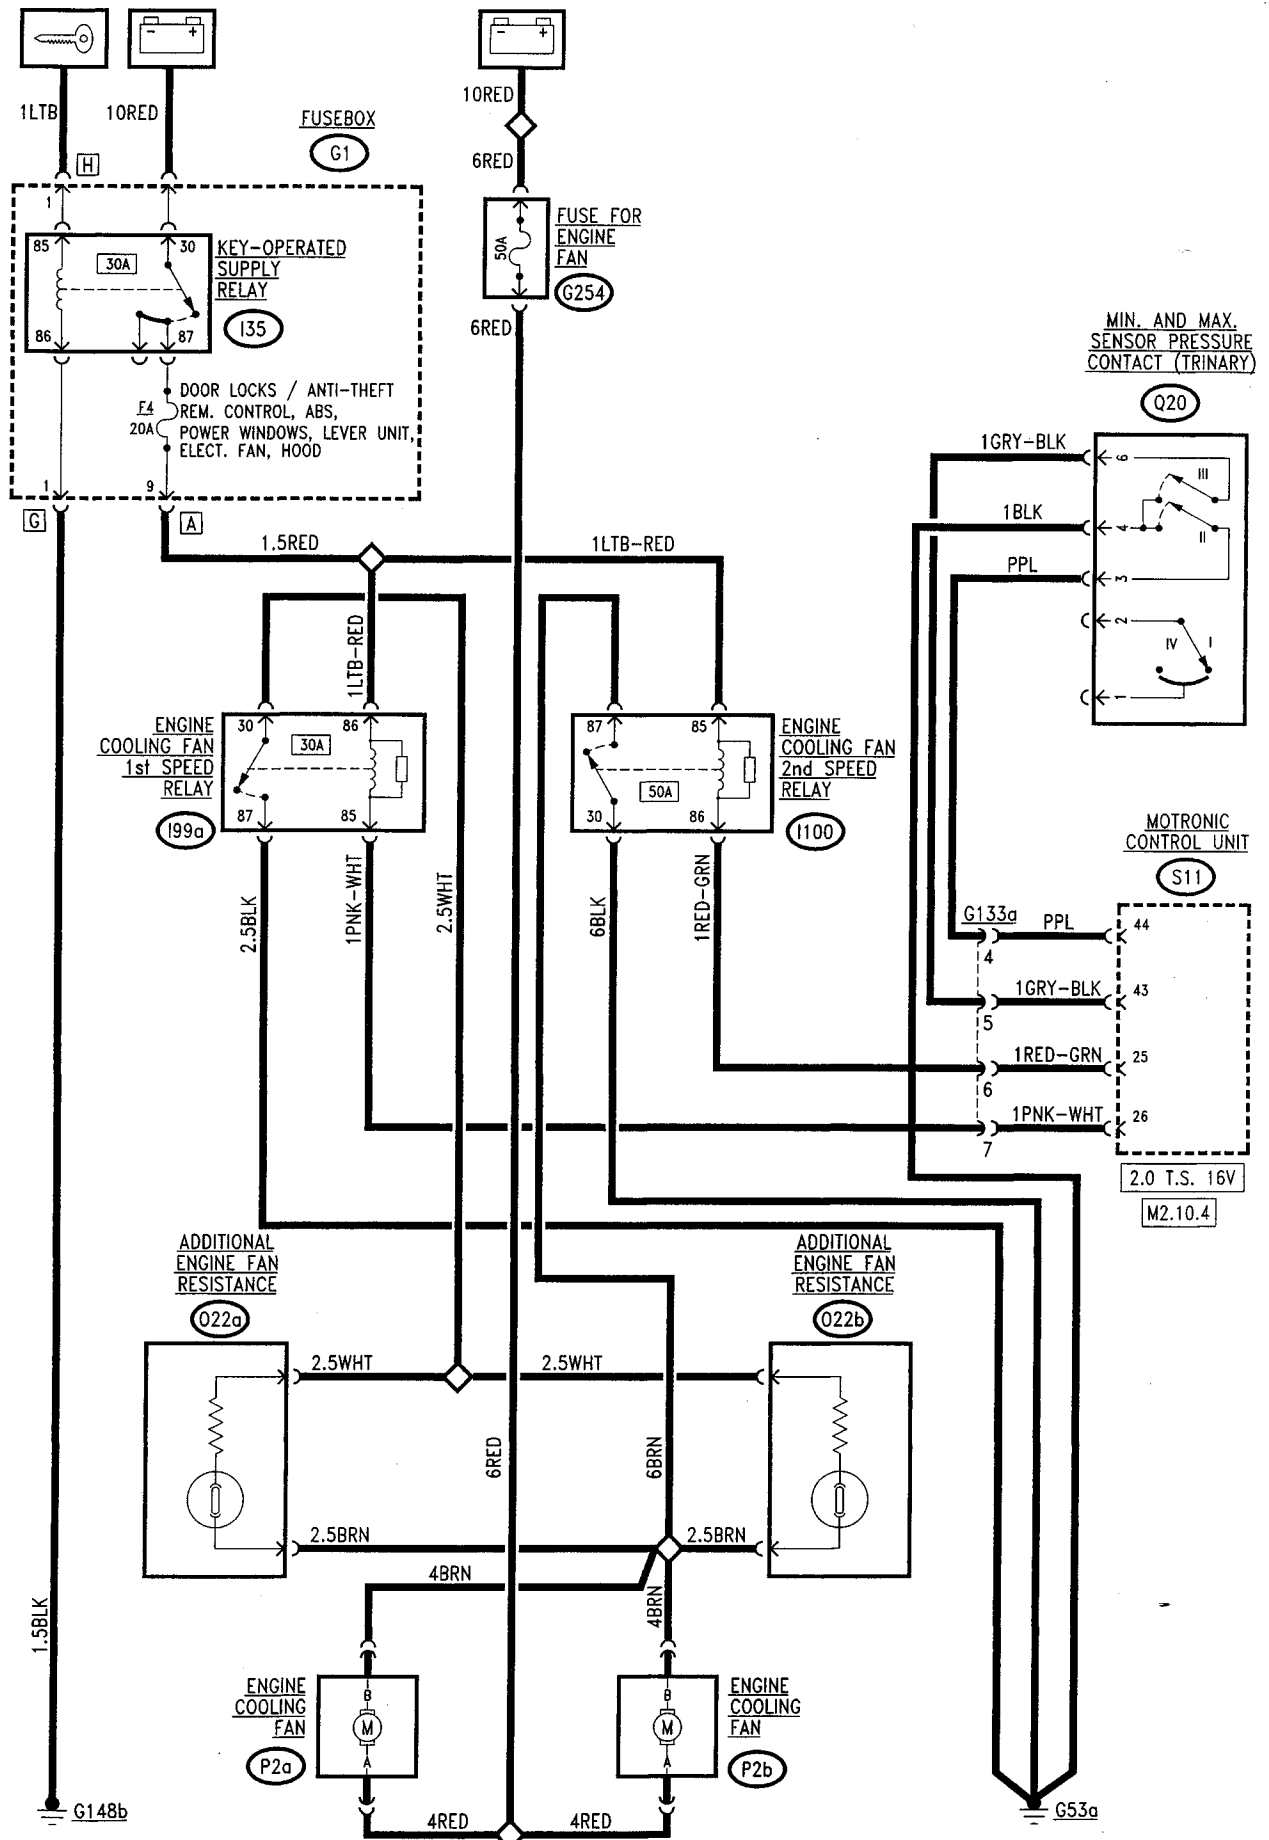 1LTB
10RED
- +
H
FUSEBOX
G1
10RED
- +
6RED
50A
FUSE FOR
ENGINE
FAN
G254
6RED
1
85
30
30A
86
87
KEY-OPERATED
SUPPLY
RELAY
I35
F4
20A
DOOR LOCKS / ANTI-THEFT
REM. CONTROL, ABS,
POWER WINDOWS, LEVER UNIT,
ELECT. FAN, HOOD
1
9
G
A
1.5RED
1LTB-RED
1LTB-RED
MIN. AND MAX.
SENSOR PRESSURE
CONTACT (TRINARY)
Q20
1GRY-BLK
1BLK
PPL
6
4
3
2
1
III
II
IV
I
ENGINE
COOLING FAN
1st SPEED
RELAY
I99a
30
86
30A
87
85
87
85
50A
30
86
ENGINE
COOLING FAN
2nd SPEED
RELAY
I100
2.5BLK
1PNK-WHT
2.5WHT
6BLK
1RED-GRN
MOTRONIC
CONTROL UNIT
S11
G133a
4
PPL
44
5
1GRY-BLK
43
6
1RED-GRN
25
7
1PNK-WHT
26
2.0 T.S. 16V
M2.10.4
ADDITIONAL
ENGINE FAN
RESISTANCE
O22a
ADDITIONAL
ENGINE FAN
RESISTANCE
O22b
2.5WHT
2.5WHT
6RED
6BRN
2.5BRN
2.5BRN
4BRN
4BRN
1.5BLK
ENGINE
COOLING
FAN
P2a
B
M
A
B
M
A
ENGINE
COOLING
FAN
P2b
4RED
4RED
G148b
G53a